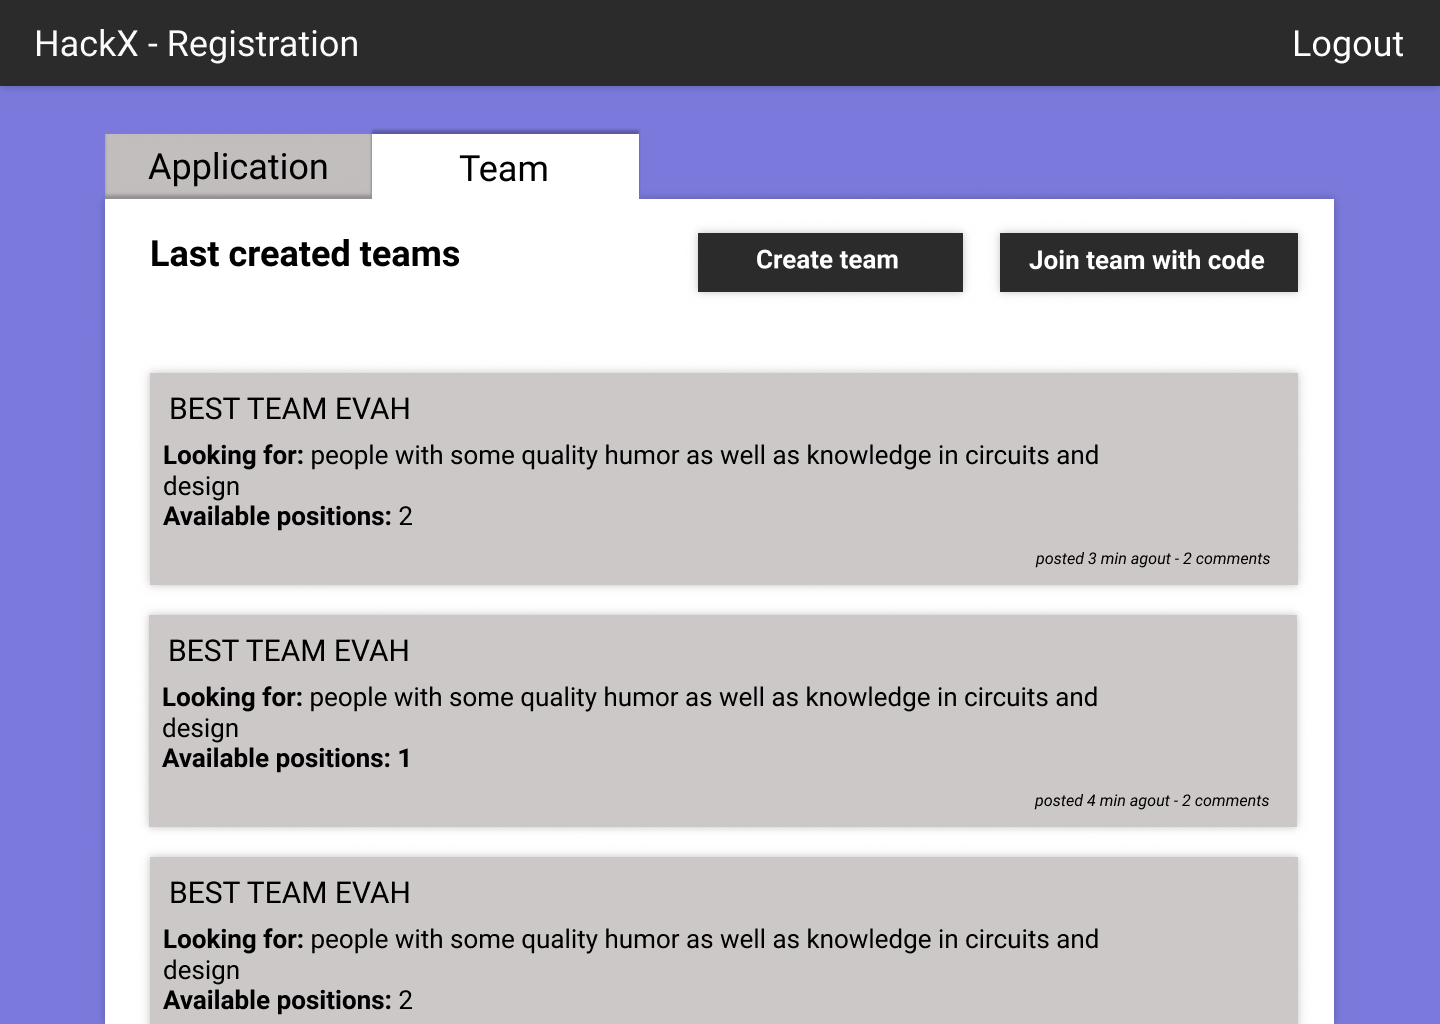 HackX - Registration
Logout
Application
Team
Last created teams
Create team
Join team with code
BEST TEAM EVAH
Looking for: people with some quality humor as well as knowledge in circuits and
design
Available positions: 2
posted 3 min agout - 2 comments
BEST TEAM EVAH
Looking for: people with some quality humor as well as knowledge in circuits and
design
Available positions: 1
posted 4 min agout - 2 comments
BEST TEAM EVAH
Looking for: people with some quality humor as well as knowledge in circuits and
design
Available positions: 2